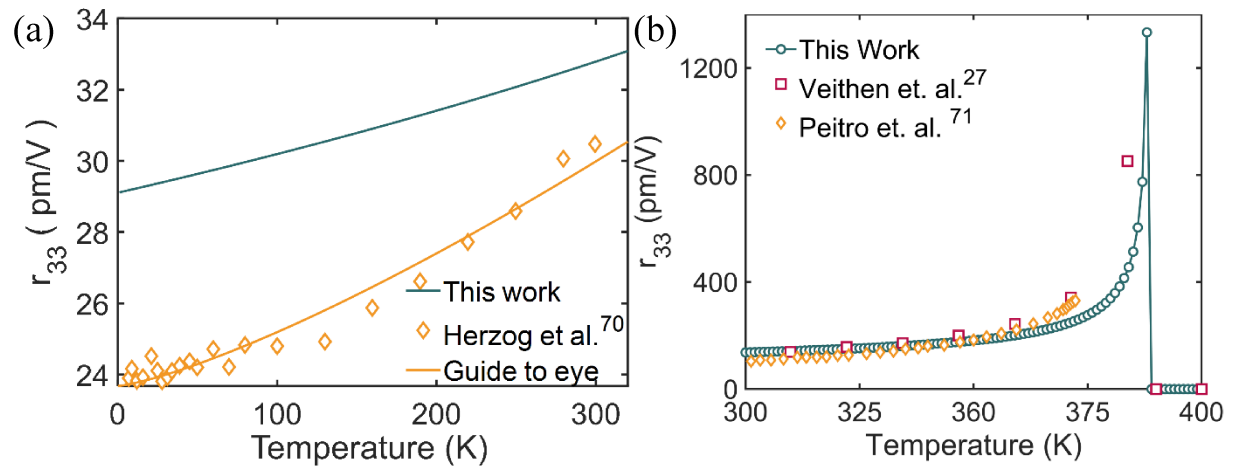 (a)
34
32
30
28
26
24
0
100
200
300
r33 ( pm/V)
Temperature (K)
This work
Herzog et al.70
Guide to eye
(b)
1200
800
400
0
300
325
360
375
400
r33 (pm/V)
Temperature (K)
This Work
Veithen et. al.27
Peitro et. al. 71